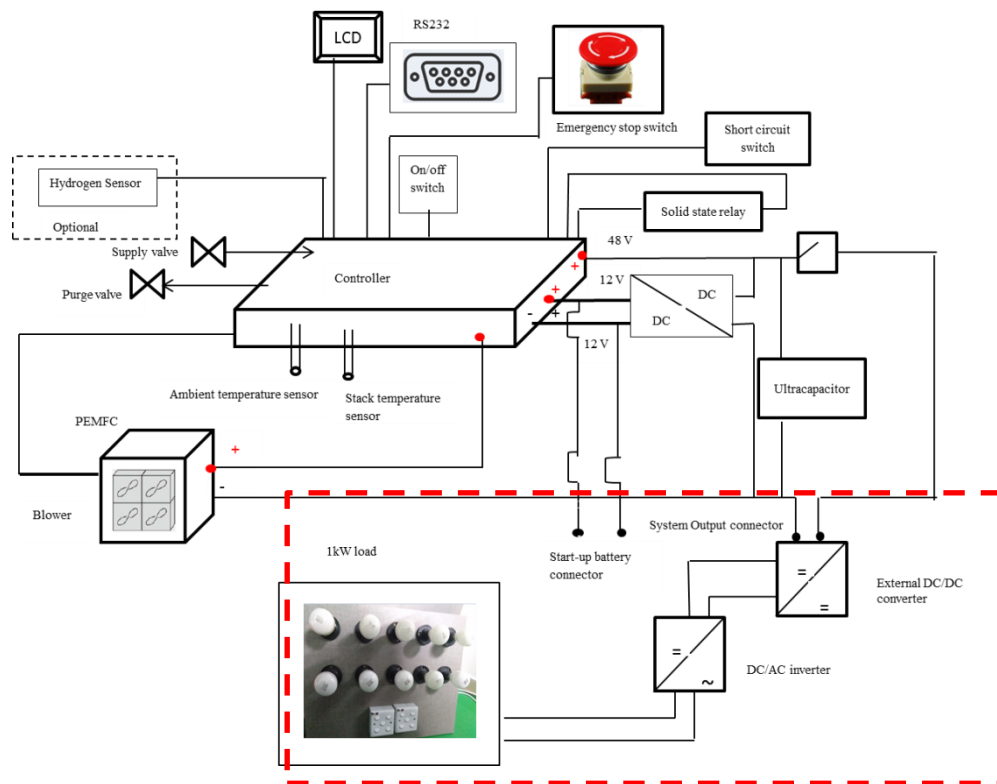 RS232
LCD
Emergency stop switch
Short circuit
switch
On/off
switch
Hydrogen Sensor
Optional
Solid state relay
Supply valve
48 V
Purge valve
Controller
+
12 V
+
DC
- +
DC
12 V
Ambient temperature sensor
Stack temperature
sensor
Ultracapacitor
PEMFC
+
-
Blower
System Output connector
1kW load
Start-up battery
connector
=
=
External DC/DC
converter
=
~
DC/AC inverter